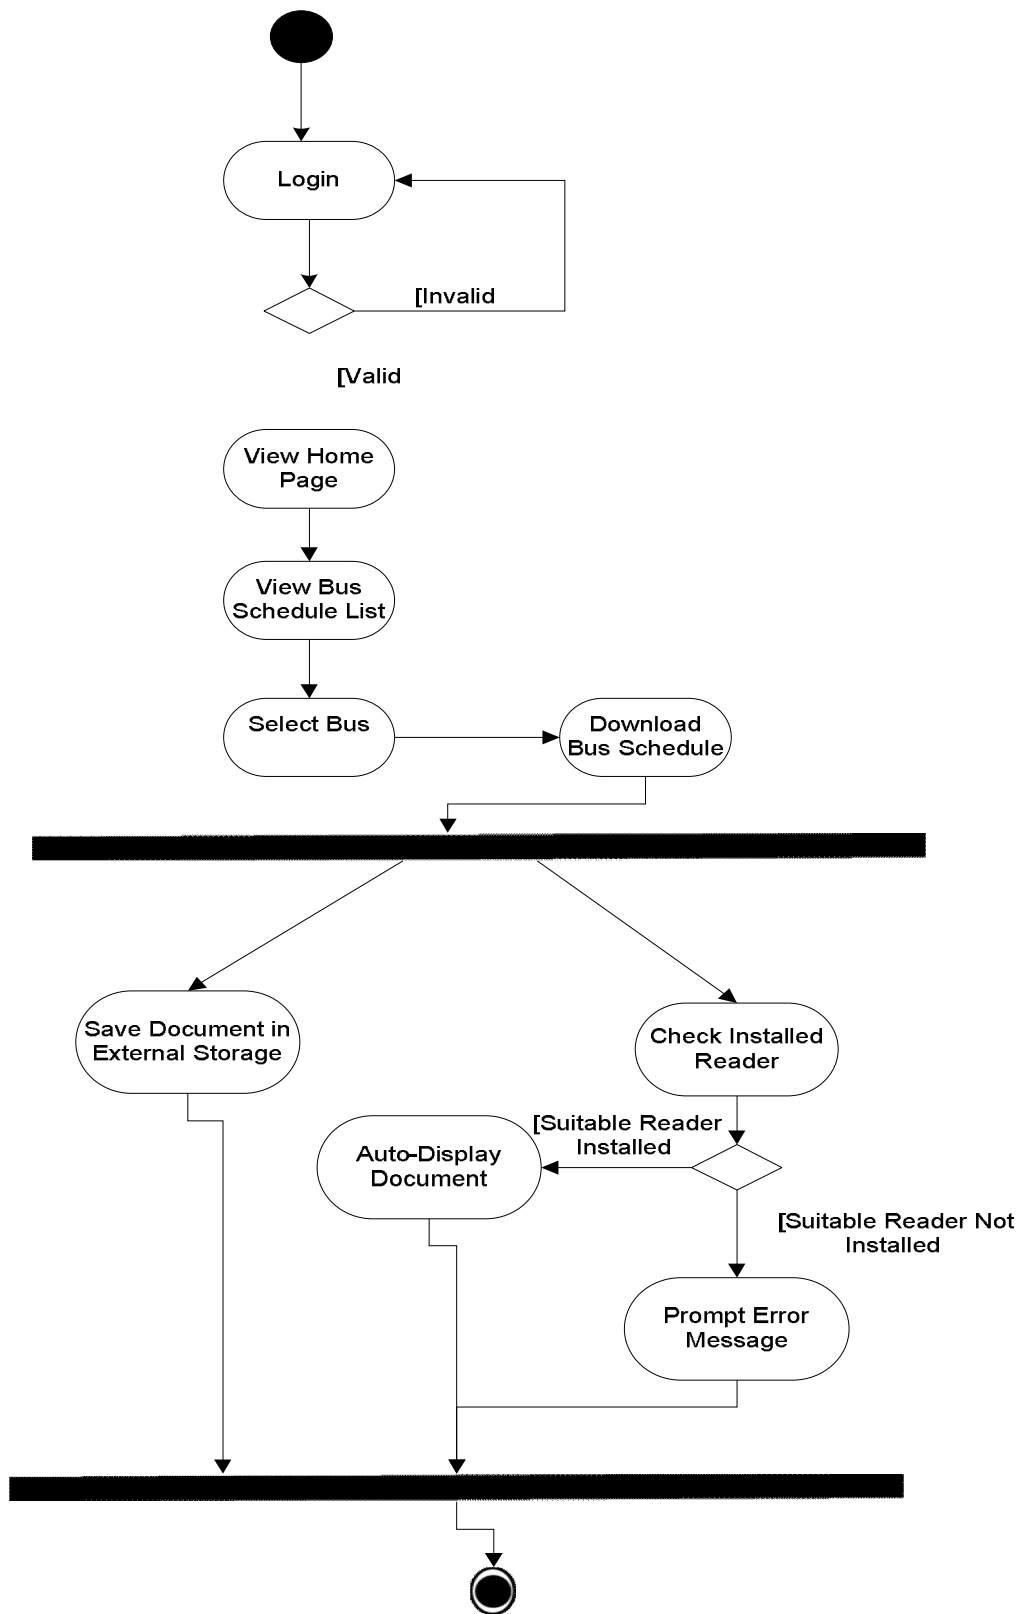 Login
[Invalid
[Valid
View Home
Page
View Bus
Schedule List
Select Bus
Download
Bus Schedule
Save Document in
External Storage
Check Installed
Reader
[Suitable Reader
Installed
Auto-Display
Document
[Suitable Reader Not
Installed
Prompt Error
Message